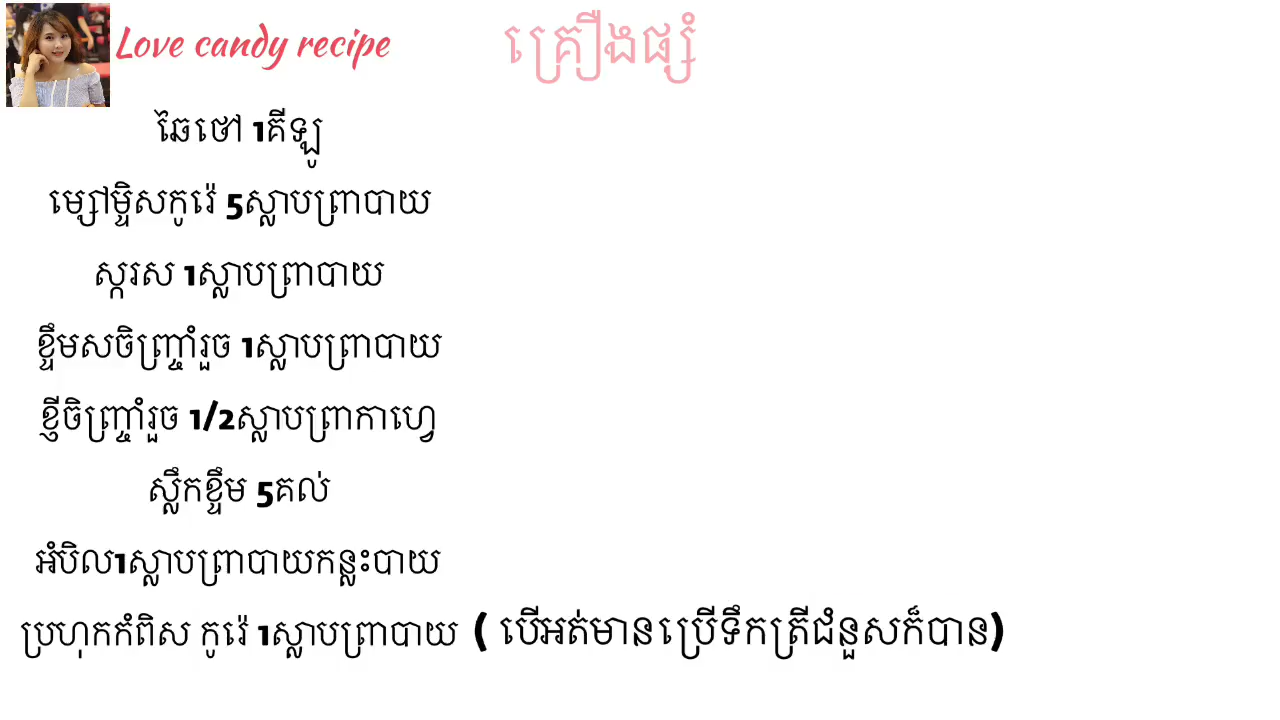 Love candy recipe
គ្រឿងផ្សំ
ឆៃថៅ 1គីឡូ
ម្សៅម្ទិសកូរ៉េ 5ស្លាបព្រាបាយ
ស្ករស 1ស្លាបព្រាបាយ
ខ្ទឹមសចិញ្ច្រាំរួច 1ស្លាបព្រាបាយ
ខ្ញីចិញ្ច្រាំរួច 1/2ស្លាបព្រាកាហ្វេ
ស្លឹកខ្ទឹម 5គល់
អំបិល1ស្លាបព្រាបាយកន្លះបាយ
ប្រហុកកំពិស កូរ៉េ 1ស្លាបព្រាបាយ ( បើអត់មានប្រើទឹកត្រីជំនួសក៏បាន)